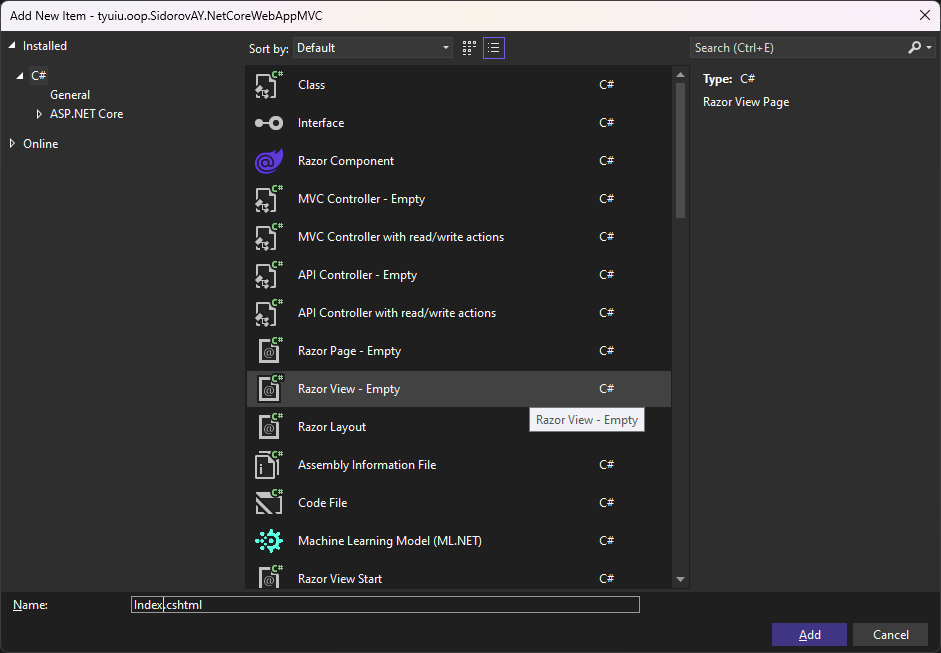 Add New Item - tyuiu.oop.SidorovAY.NetCoreWebAppMVC
Installed
C#
General
ASP.NET Core
Online
Sort by: Default
C# Class C#
Interface C#
@ Razor Component C#
C# MVC Controller - Empty C#
C# MVC Controller with read/write actions C#
C# API Controller - Empty C#
C# API Controller with read/write actions C#
C# @ Razor Page - Empty C#
C# @ Razor View - Empty C#
Razor View - Empty
C# @ Razor Layout
C# Assembly Information File C#
C# Code File C#
Machine Learning Model (ML.NET) C#
C# @ Razor View Start C#
Search (Ctrl+E)
Type: C#
Razor View Page
Name: Index.cshtml
Add Cancel